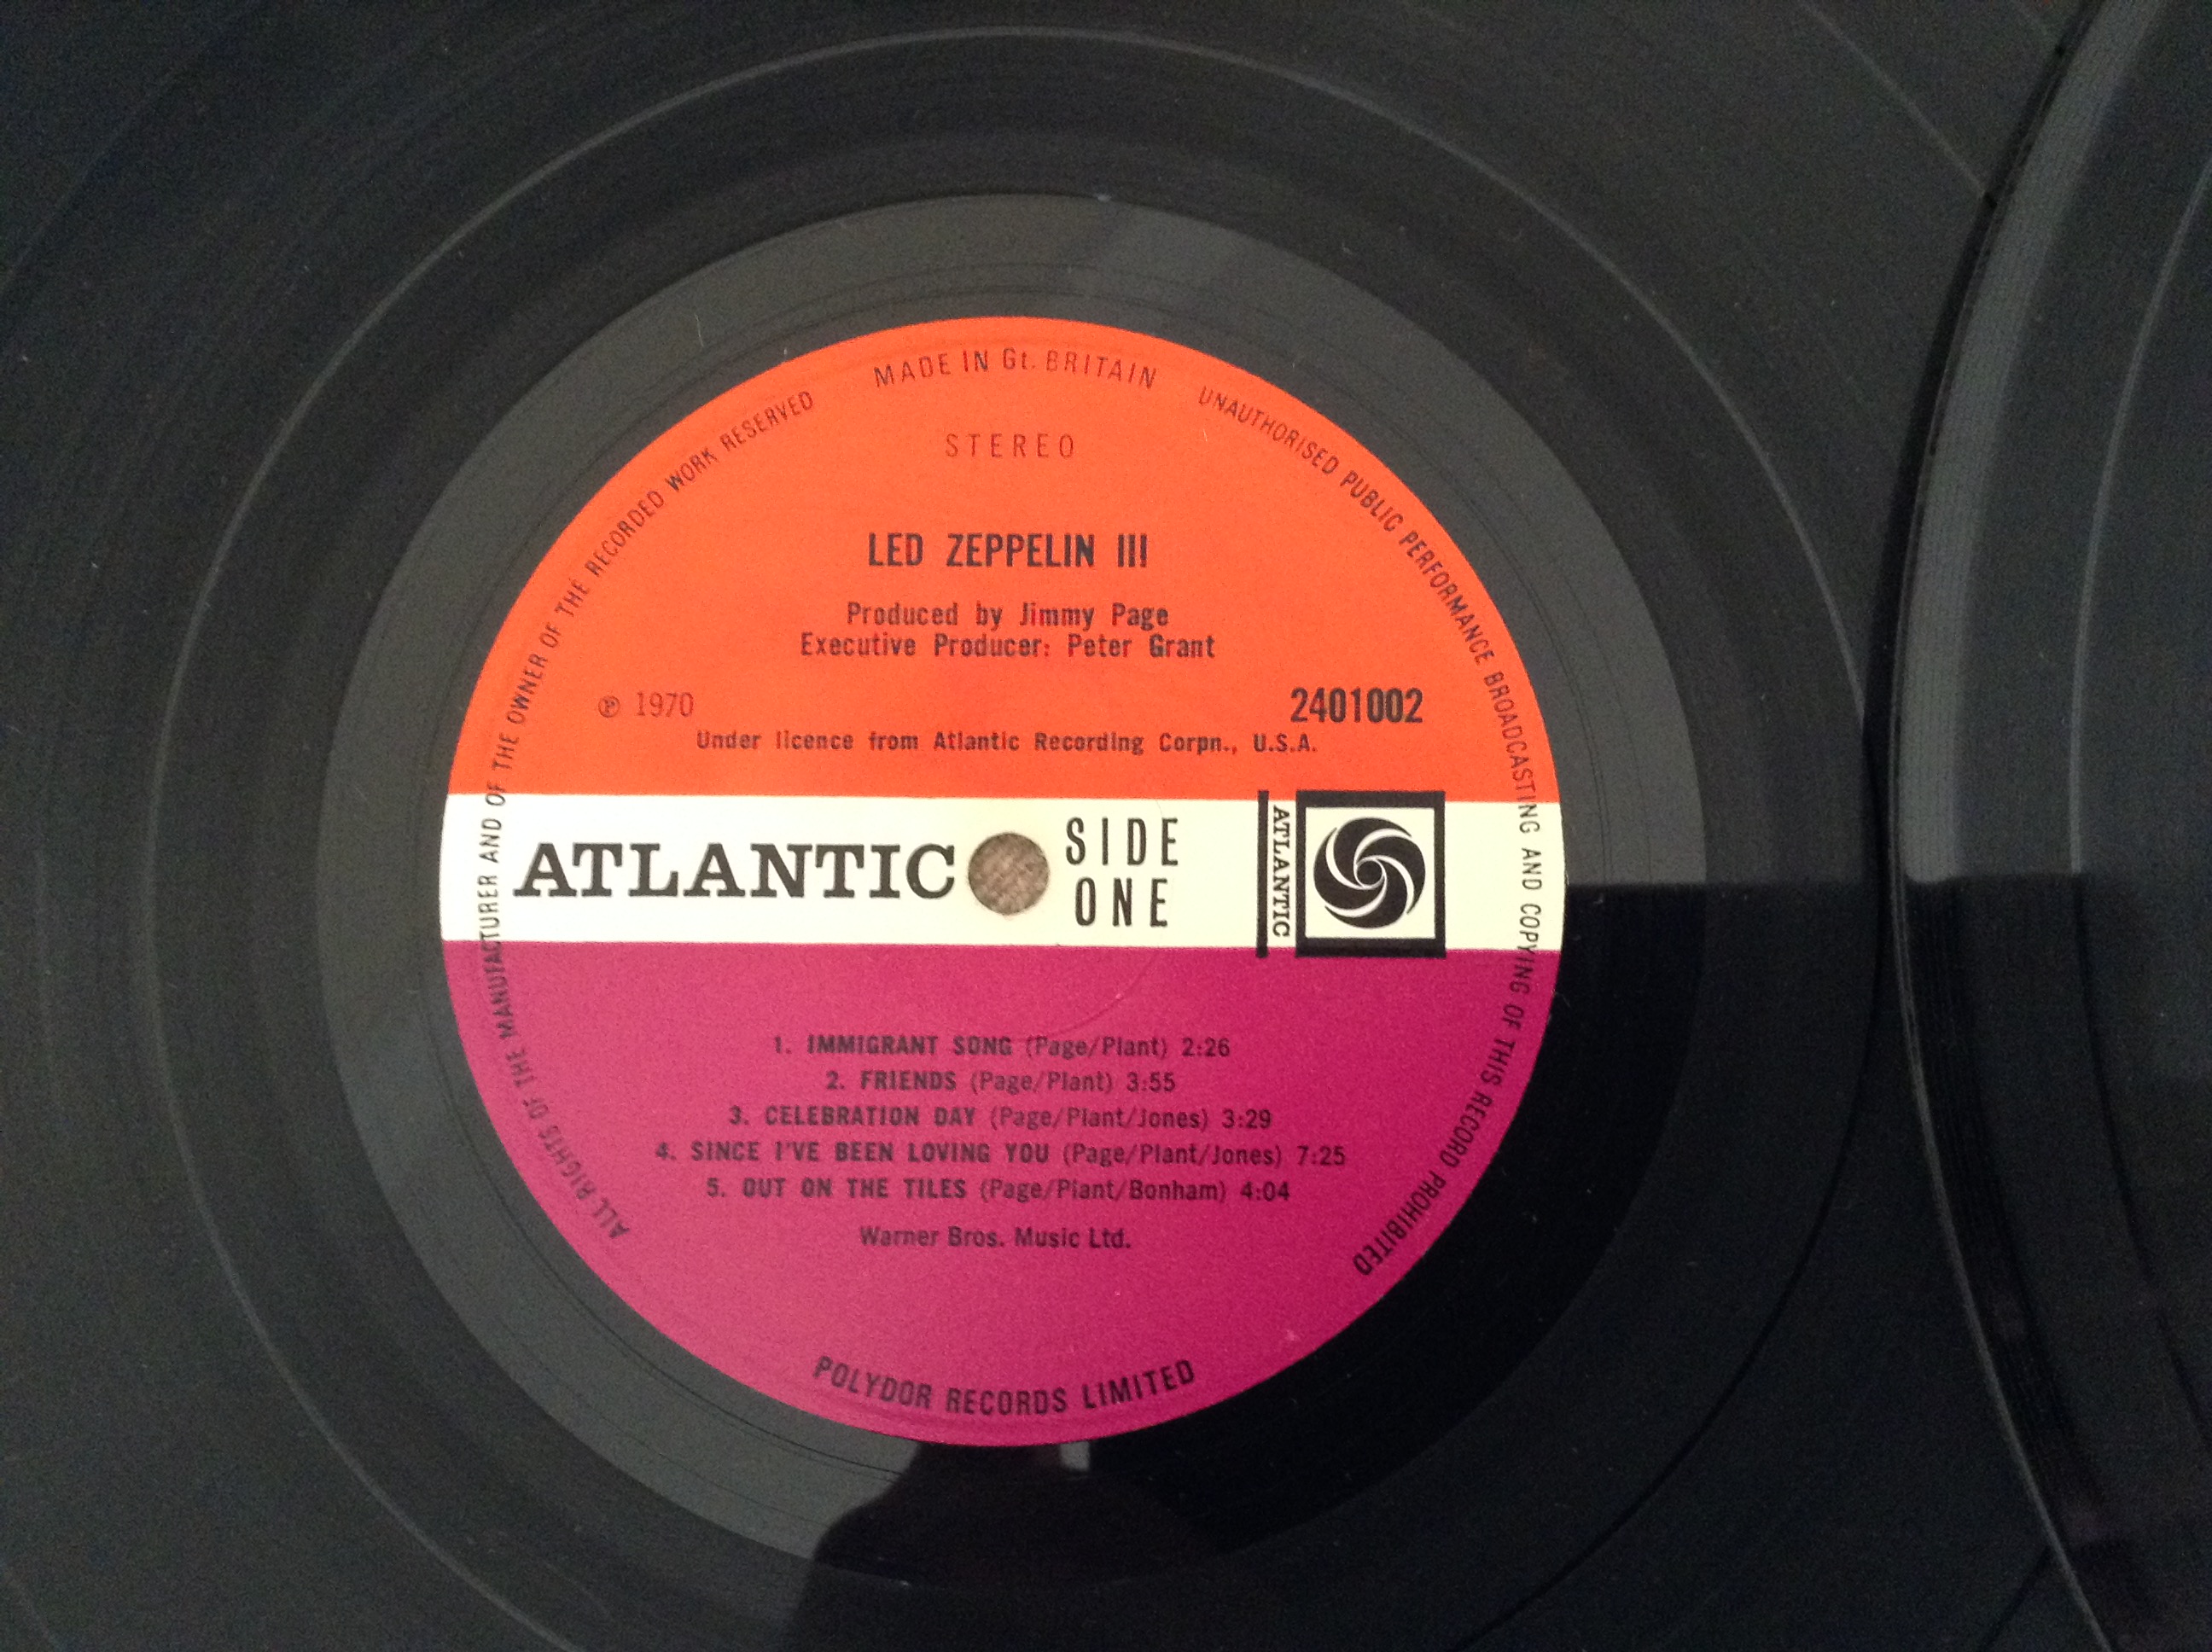 MADE IN Gt. BRITAIN
ALL RIGHTS OF THE MANUFACTURER AND OF THE OWNER OF THE RECORDED WORK RESERVED
UNAUTHORISED PUBLIC PERFORMANCE BROADCASTING AND COPYING OF THIS RECORD PROHIBITED
STEREO
LED ZEPPELIN III
Produced by Jimmy Page
Executive Producer: Peter Grant
℗ 1970
2401002
Under licence from Atlantic Recording Corpn., U.S.A.
ATLANTIC
SIDE
ONE
ATLANTIC
1. IMMIGRANT SONG (Page/Plant) 2:26
2. FRIENDS (Page/Plant) 3:55
3. CELEBRATION DAY (Page/Plant/Jones) 3:29
4. SINCE I'VE BEEN LOVING YOU (Page/Plant/Jones) 7:25
5. OUT ON THE TILES (Page/Plant/Bonham) 4:04
Warner Bros. Music Ltd.
POLYDOR RECORDS LIMITED